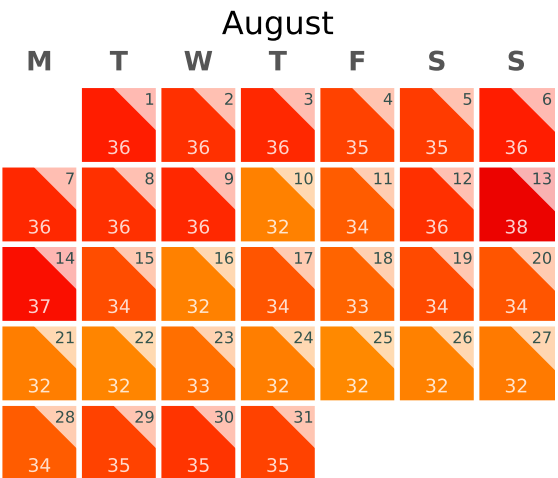 August
M T W T F S S
1 2 3 4 5 6
36 36 36 35 35 36
7 8 9 10 11 12 13
36 36 36 32 34 36 38
14 15 16 17 18 19 20
37 34 32 34 33 34 34
21 22 23 24 25 26 27
32 32 33 32 32 32 32
28 29 30 31
34 35 35 35